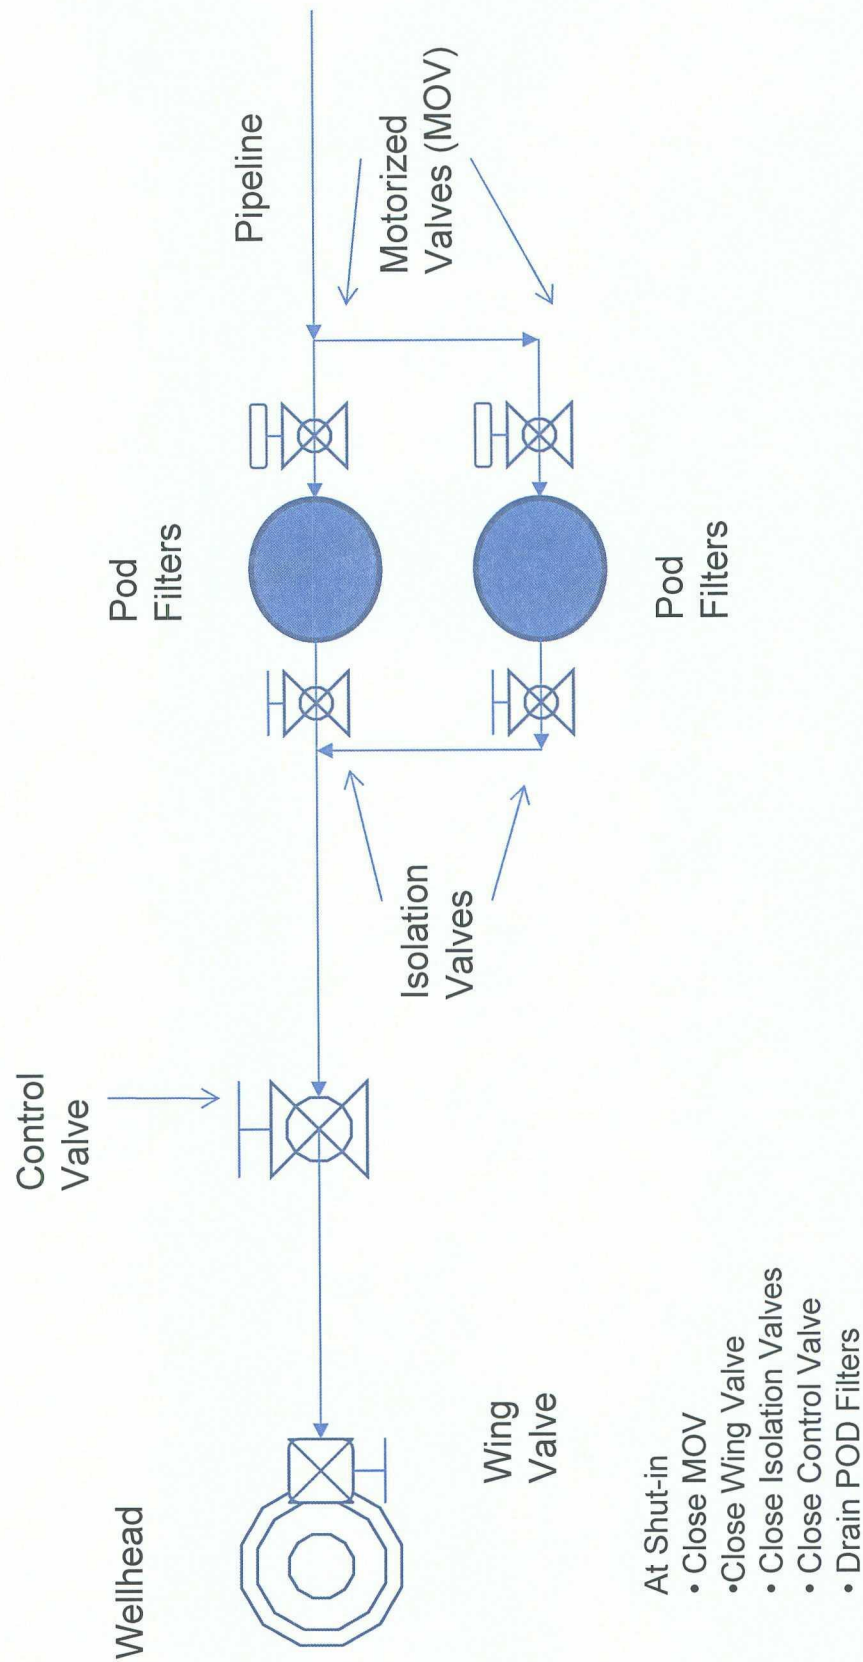 Wellhead
Control
Valve
Pod
Filters
Pipeline
Wing
Valve
Isolation
Valves
Motorized
Valves (MOV)
Pod
Filters
At Shut-in
• Close MOV
•Close Wing Valve
• Close Isolation Valves
• Close Control Valve
• Drain POD Filters